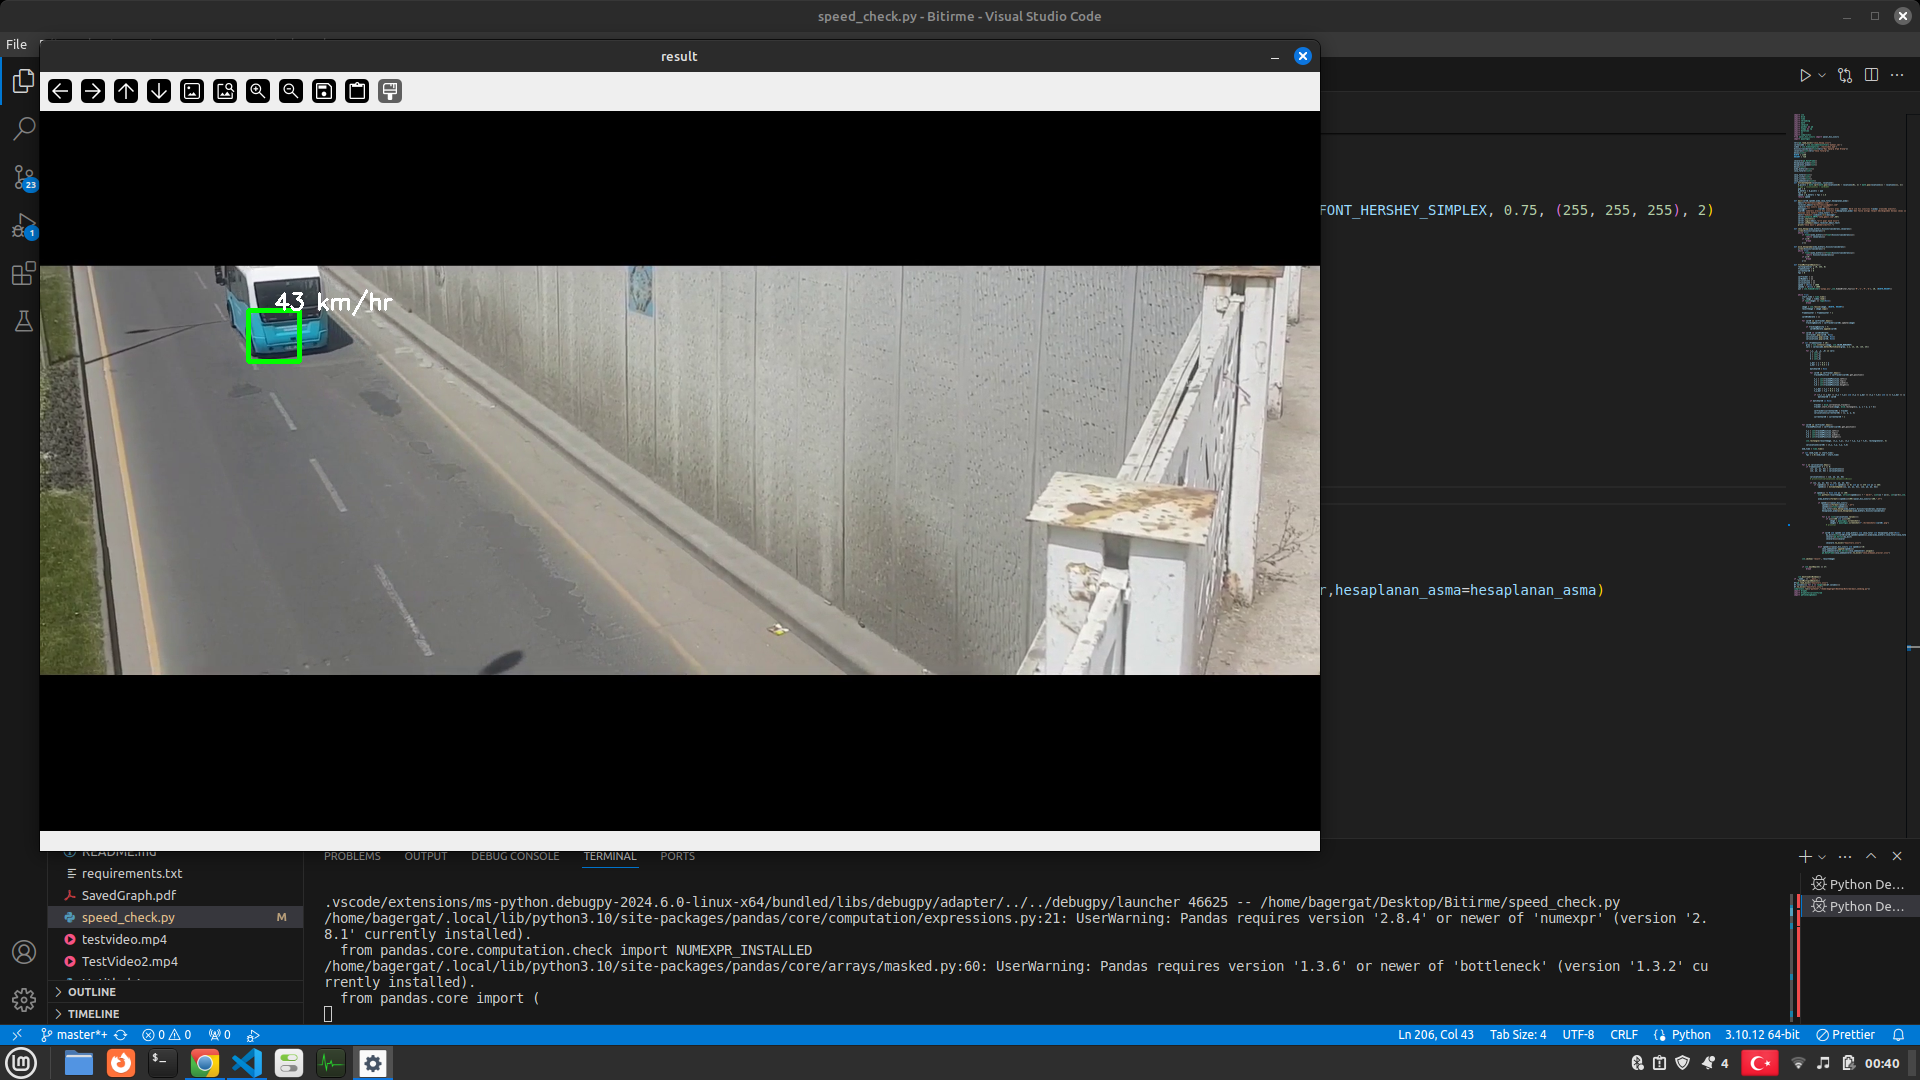 speed_check.py - Bitirme - Visual Studio Code
File
result
23
1
FONT_HERSHEY_SIMPLEX, 0.75, (255, 255, 255), 2)
43 km/hr
r,hesaplanan_asma=hesaplanan_asma)
README.md
requirements.txt
SavedGraph.pdf
speed_check.py M
testvideo.mp4
TestVideo2.mp4
OUTLINE
TIMELINE
PROBLEMS OUTPUT DEBUG CONSOLE TERMINAL PORTS
Python De...
Python De...
.vscode/extensions/ms-python.debugpy-2024.6.0-linux-x64/bundled/libs/debugpy/adapter/../../debugpy/launcher 46625 -- /home/bagergat/Desktop/Bitirme/speed_check.py
/home/bagergat/.local/lib/python3.10/site-packages/pandas/core/computation/expressions.py:21: UserWarning: Pandas requires version '2.8.4' or newer of 'numexpr' (version '2.
8.1' currently installed).
from pandas.core.computation.check import NUMEXPR_INSTALLED
/home/bagergat/.local/lib/python3.10/site-packages/pandas/core/arrays/masked.py:60: UserWarning: Pandas requires version '1.3.6' or newer of 'bottleneck' (version '1.3.2' cu
rrently installed).
from pandas.core import (
master*+ 0 0 0 Ln 206, Col 43 Tab Size: 4 UTF-8 CRLF Python 3.10.12 64-bit Prettier
4 00:40